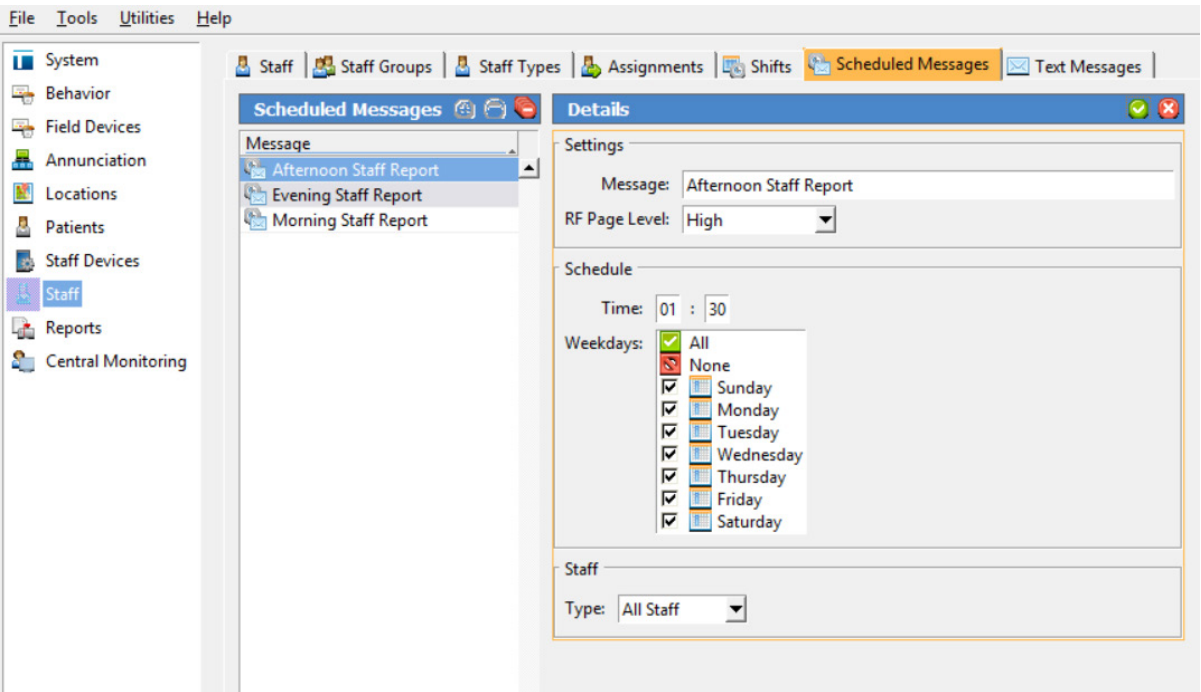 File Tools Utilities Help
System
Behavior
Field Devices
Annunciation
Locations
Patients
Staff Devices
Staff
Reports
Central Monitoring
Staff Staff Groups Staff Types Assignments Shifts Scheduled Messages Text Messages
Scheduled Messages
Message
Afternoon Staff Report
Evening Staff Report
Morning Staff Report
Details
Settings
Message: Afternoon Staff Report
RF Page Level: High
Schedule
Time: 01 : 30
Weekdays: All
None
Sunday
Monday
Tuesday
Wednesday
Thursday
Friday
Saturday
Staff
Type: All Staff